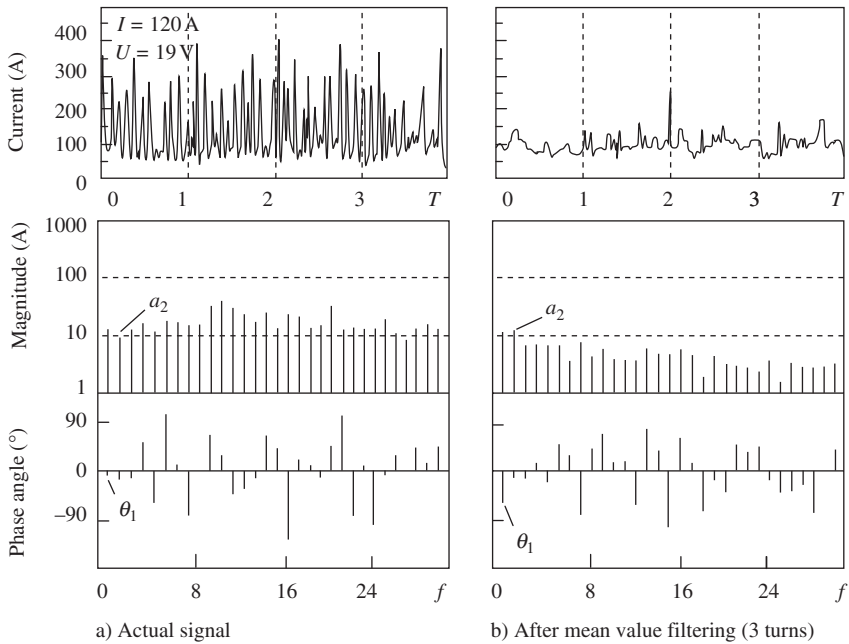 Current (A)
400
300
200
100
0
I = 120 A
U = 19 V
0 1 2 3 T
0 1 2 3 T
Magnitude (A)
1000
100
10
1
a2
a2
Phase angle (°)
90
0
−90
θ1
θ1
0 8 16 24 f
0 8 16 24 f
a) Actual signal
b) After mean value filtering (3 turns)